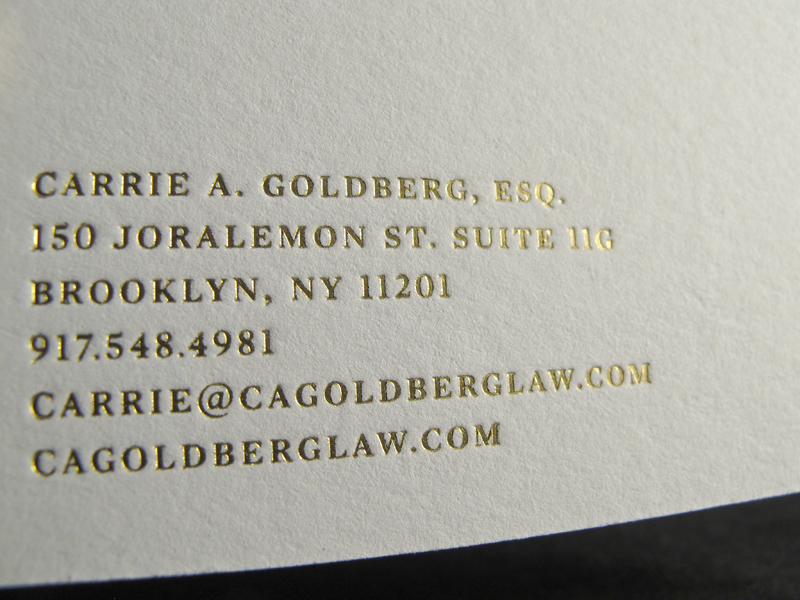 CARRIE A. GOLDBERG, ESQ.
150 JORALEMON ST. SUITE 11G
BROOKLYN, NY 11201
917.548.4981
CARRIE@CAGOLDBERGLAW.COM
CAGOLDBERGLAW.COM